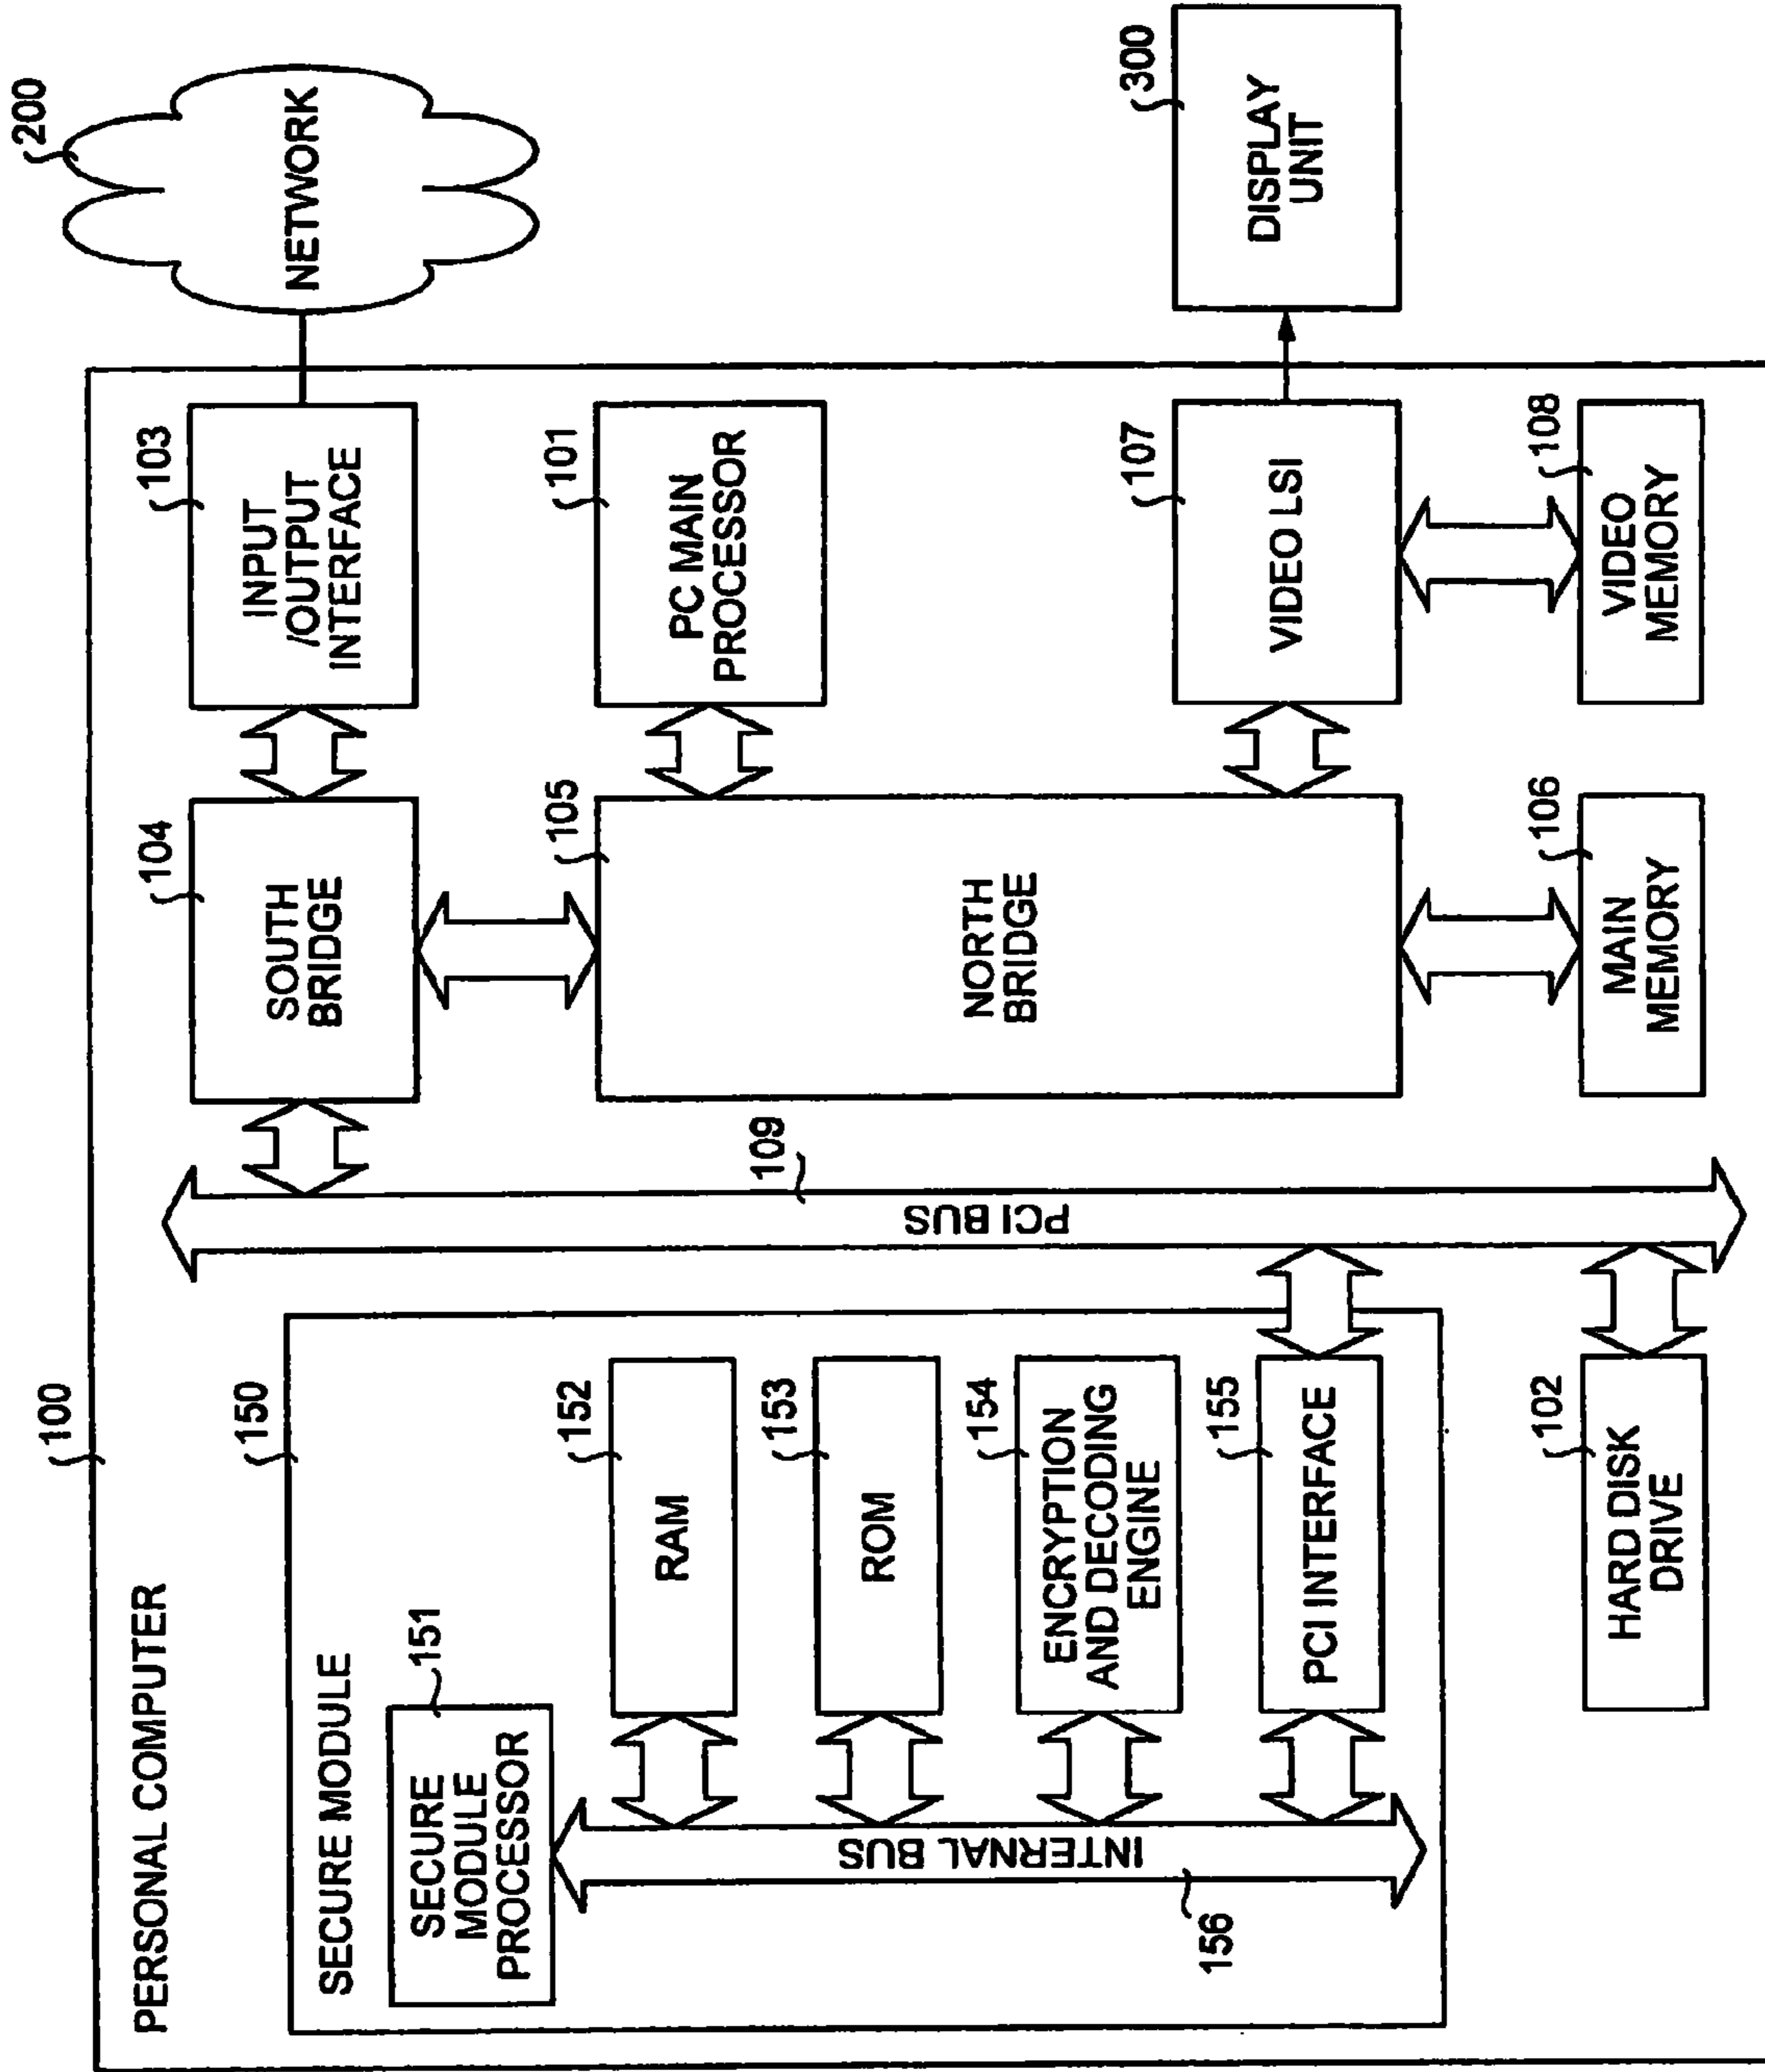 100
PERSONAL COMPUTER
150
SECURE MODULE
151
SECURE
MODULE
PROCESSOR
152
RAM
153
ROM
154
ENCRYPTION
AND DECODING
ENGINE
155
PCI INTERFACE
INTERNAL BUS
156
102
HARD DISK
DRIVE
109
PCI BUS
104
SOUTH
BRIDGE
105
NORTH
BRIDGE
106
MAIN
MEMORY
103
INPUT
/OUTPUT
INTERFACE
101
PC MAIN
PROCESSOR
107
VIDEO LSI
108
VIDEO
MEMORY
200
NETWORK
300
DISPLAY
UNIT